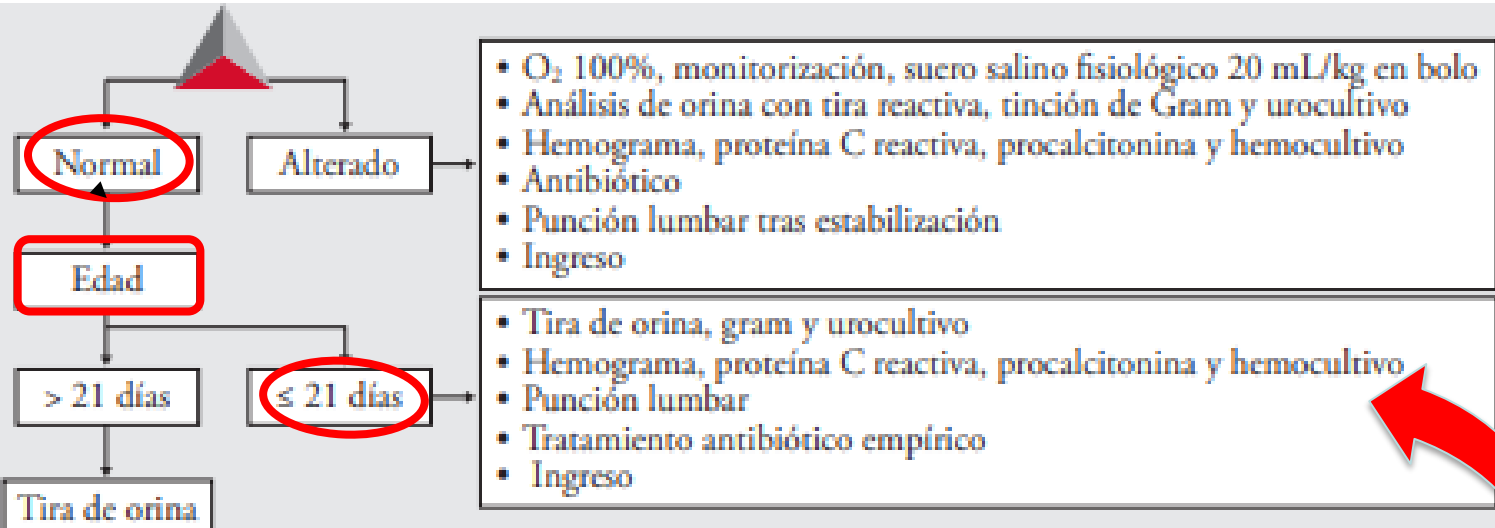 • O₂ 100%, monitorización, suero salino fisiológico 20 mL/kg en bolo
• Análisis de orina con tira reactiva, tinción de Gram y urocultivo
• Hemograma, proteína C reactiva, procalcitonina y hemocultivo
• Antibiótico
• Punción lumbar tras estabilización
• Ingreso
Normal
Alterado
Edad
> 21 días
≤ 21 días
• Tira de orina, gram y urocultivo
• Hemograma, proteína C reactiva, procalcitonina y hemocultivo
• Punción lumbar
• Tratamiento antibiótico empírico
• Ingreso
Tira de orina